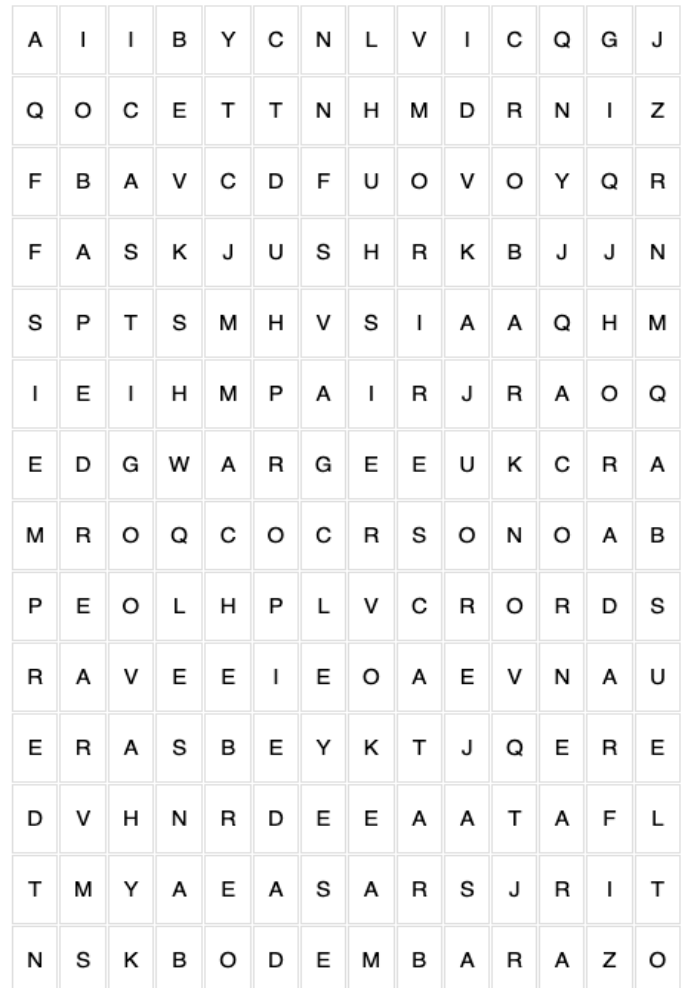 A I I B Y C N L V I C Q G J
Q O C E T T N H M D R N I Z
F B A V C D F U O V O Y Q R
F A S K J U S H R K B J J N
S P T S M H V S I A A Q H M
I E I H M P A I R J R A O Q
E D G W A R G E E U K C R A
M R O Q C O C R S O N O A B
P E O L H P L V C R O R D S
R A V E E I E O A E V N A U
E R A S B E Y K T J Q E R E
D V H N R D E E A A T A F L
T M Y A E A S A R S J R I T
N S K B O D E M B A R A Z O